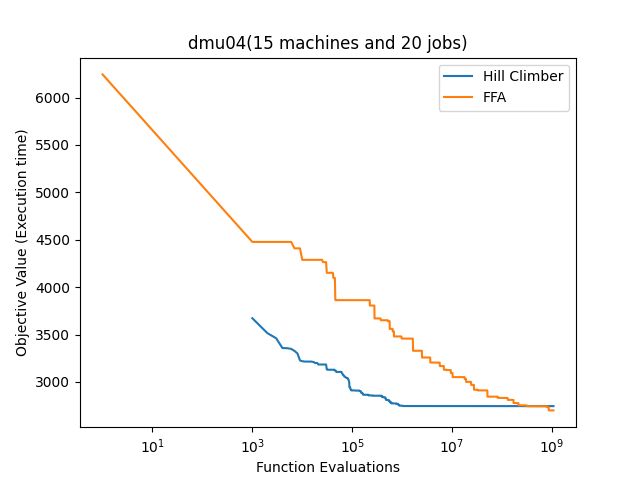 dmu04(15 machines and 20 jobs)
Hill Climber
FFA
Objective Value (Execution time)
6000
5500
5000
4500
4000
3500
3000
10^1
10^3
10^5
10^7
10^9
Function Evaluations